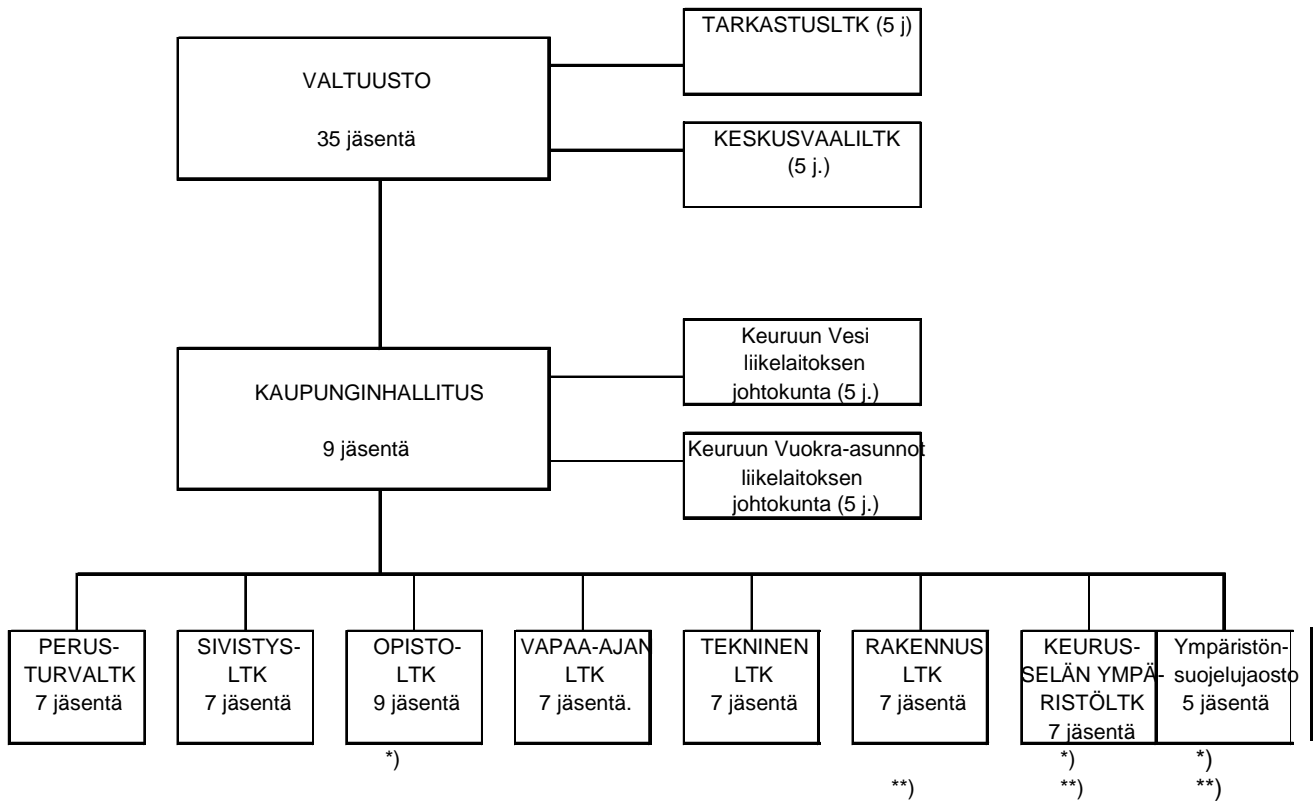 TARKASTUSLTK (5 j)
VALTUUSTO
35 jäsentä
KESKUSVAALILTK
(5 j.)
Keuruun Vesi
liikelaitoksen
johtokunta (5 j.)
KAUPUNGINHALLITUS
9 jäsentä
Keuruun Vuokra-asunnot
liikelaitoksen
johtokunta (5 j.)
PERUS-
TURVALTK
7 jäsentä
SIVISTYS-
LTK
7 jäsentä
OPISTO-
LTK
9 jäsentä
*)
VAPAA-AJAN
LTK
7 jäsentä.
TEKNINEN
LTK
7 jäsentä
RAKENNUS
LTK
7 jäsentä
**)
KEURUS-
SELÄN YMPÄ-
RISTÖLTK
7 jäsentä
*)
**)
Ympäristön-
suojelujaosto
5 jäsentä
*)
**)